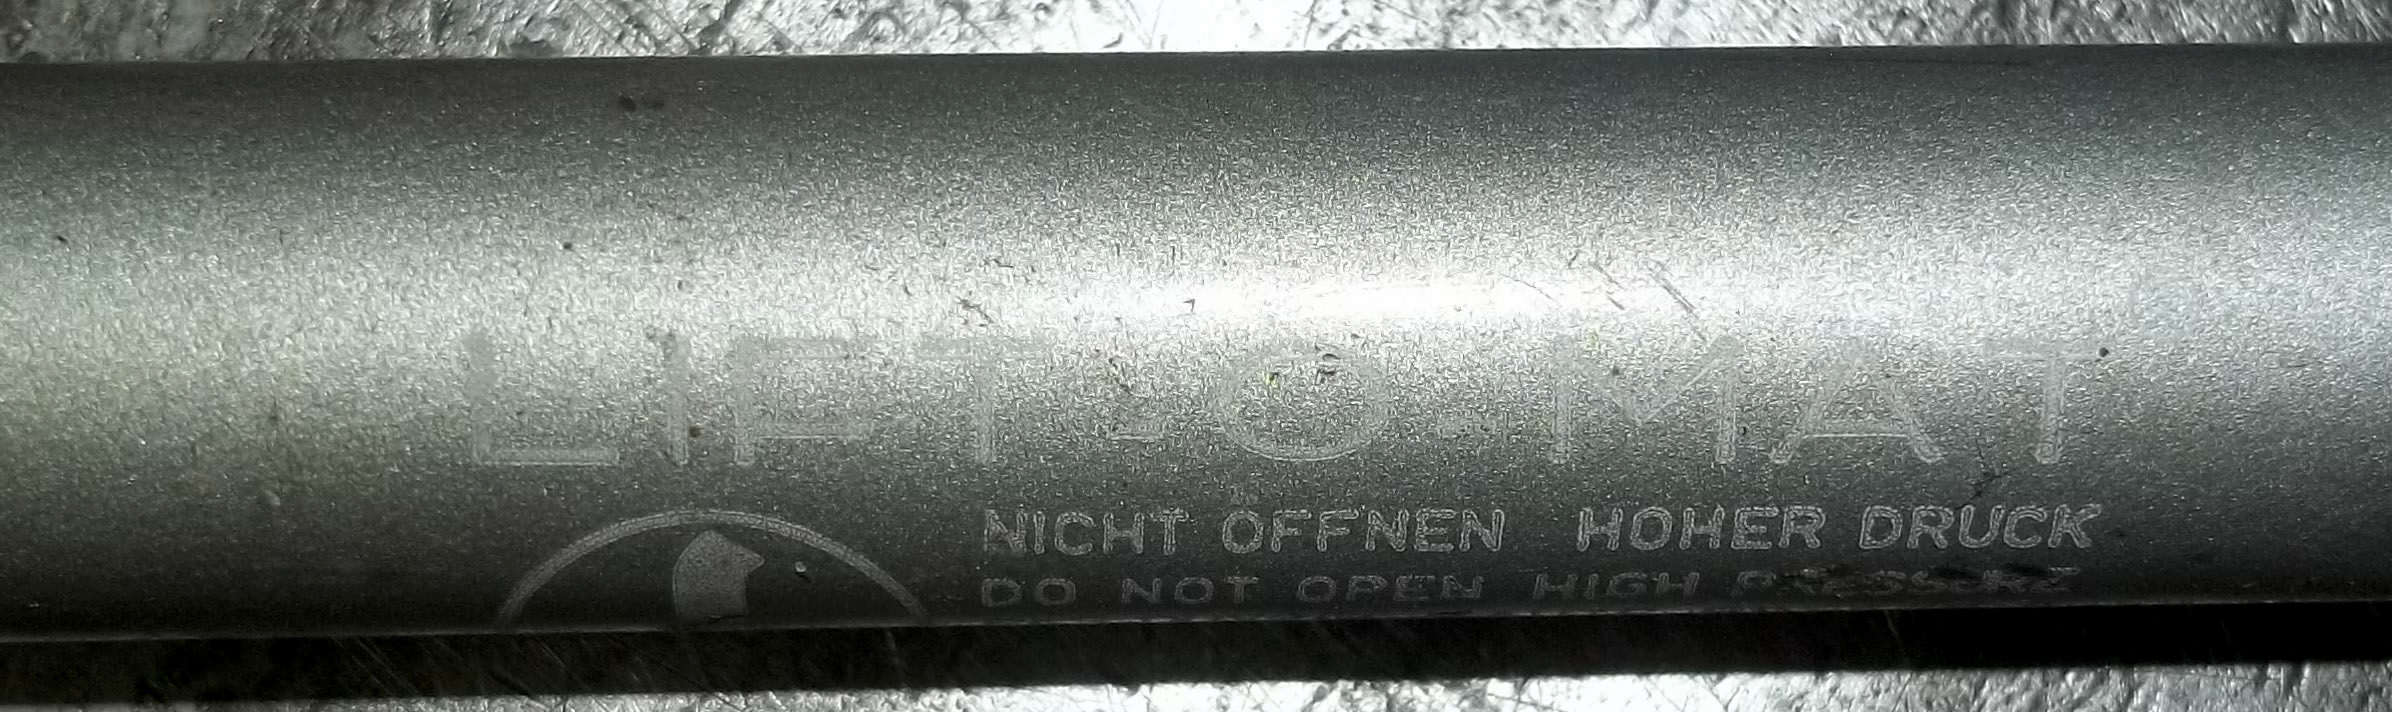 LIFT-O-MAT
NICHT OFFNEN HOHER DRUCK
DO NOT OPEN HIGH PRESSURE